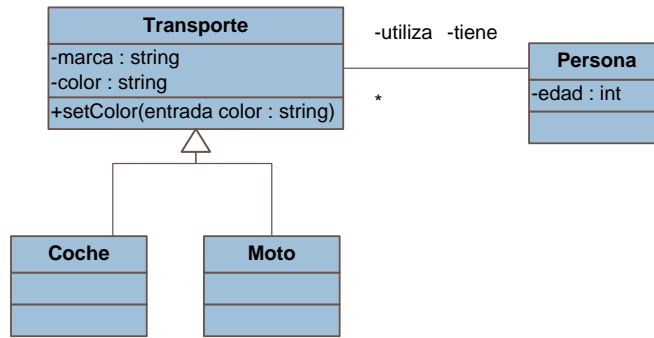 Transporte
-marca : string
-color : string
+setColor(entrada color : string)
-utiliza -tiene
*
Persona
-edad : int
Coche
Moto